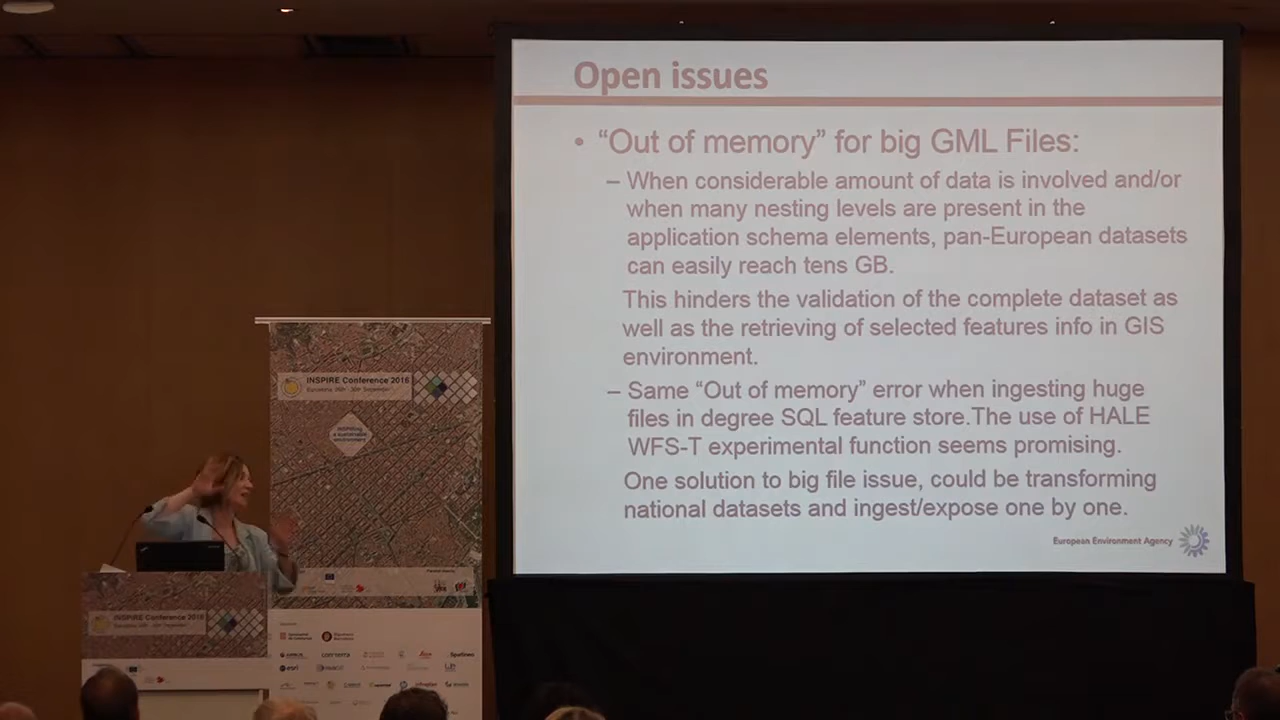 Open issues
• “Out of memory” for big GML Files:
– When considerable amount of data is involved and/or
when many nesting levels are present in the
application schema elements, pan-European datasets
can easily reach tens GB.
This hinders the validation of the complete dataset as
well as the retrieving of selected features info in GIS
environment.
– Same “Out of memory” error when ingesting huge
files in degree SQL feature store.The use of HALE
WFS-T experimental function seems promising.
One solution to big file issue, could be transforming
national datasets and ingest/expose one by one.
European Environment Agency
INSPIRE Conference 2016
INSPIRE Conference 2016
esri